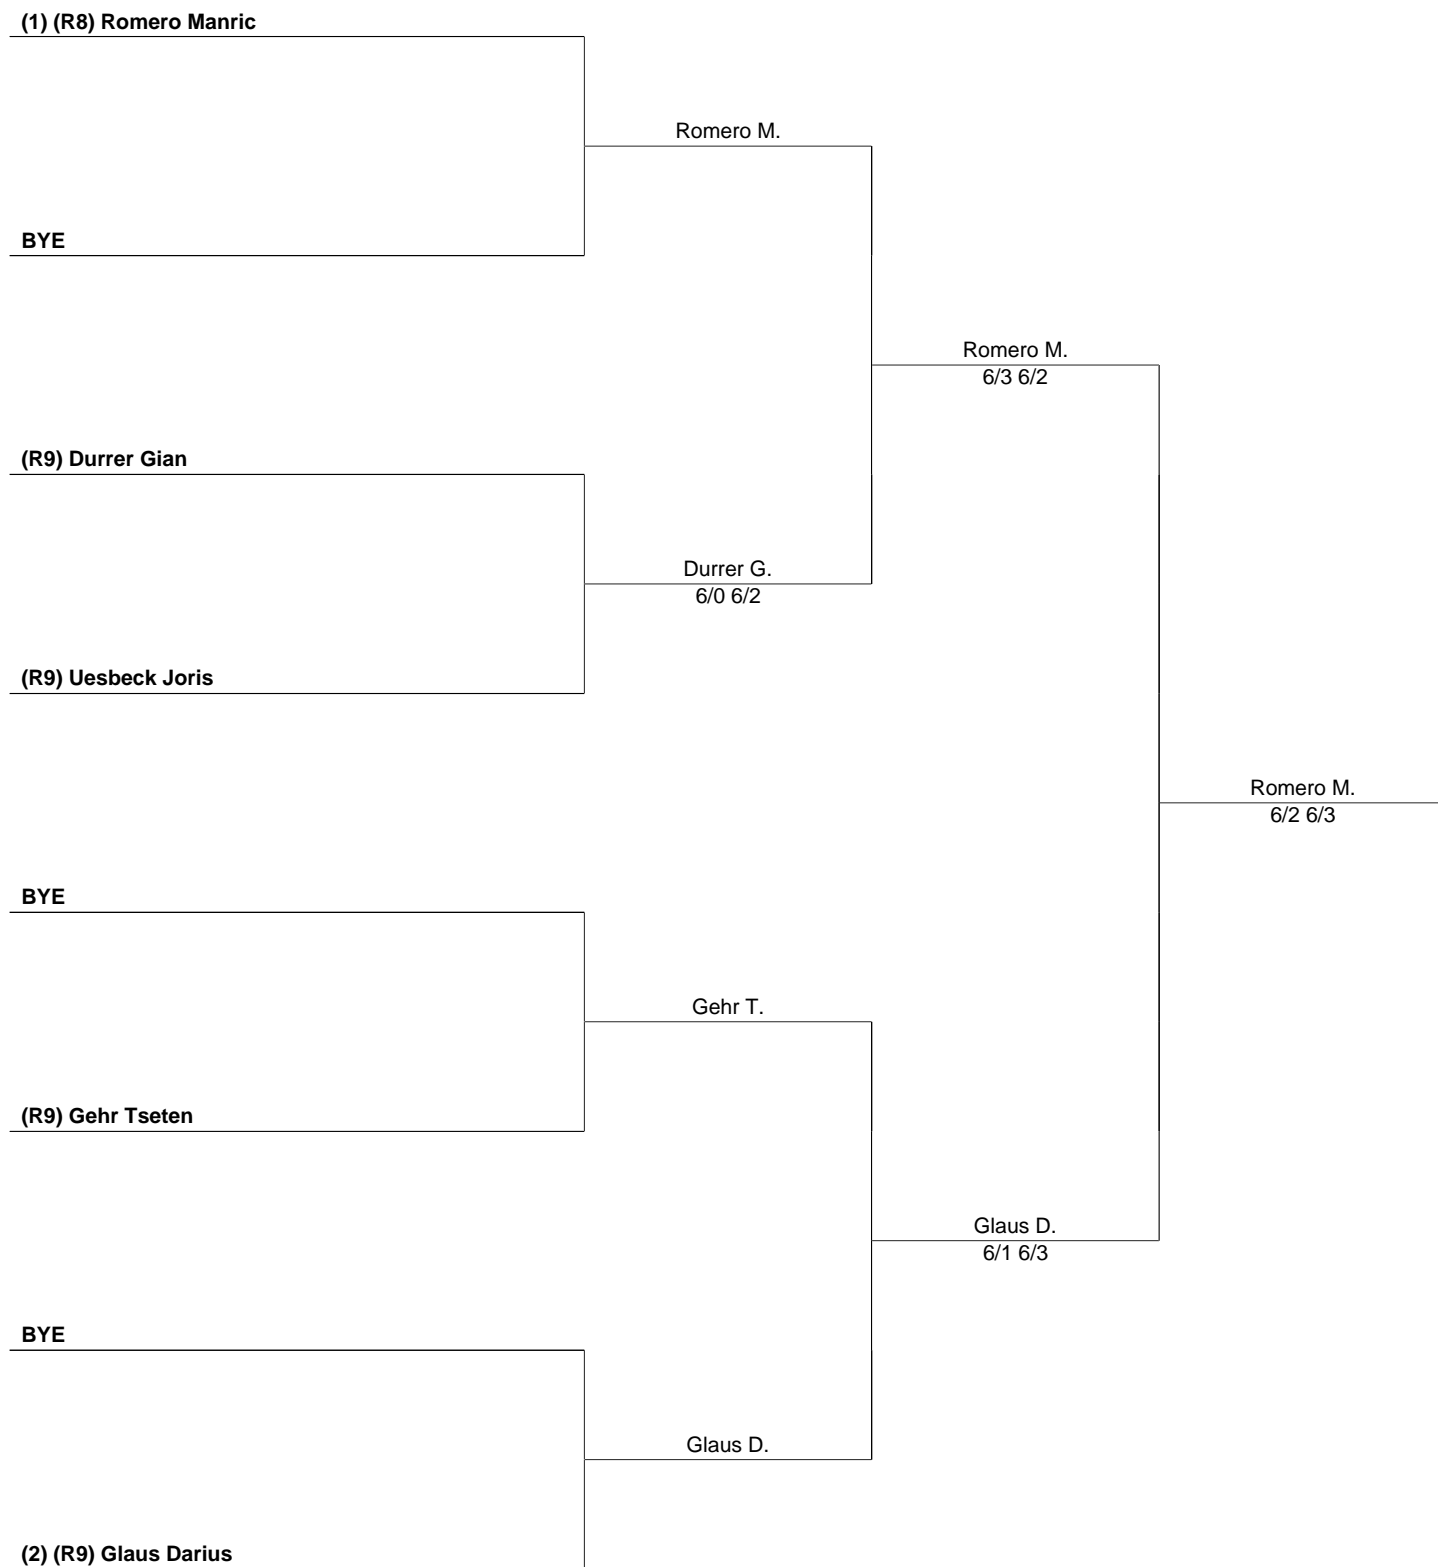 (1) (R8) Romero Manric
Romero M.
BYE
Romero M.
6/3 6/2
(R9) Durrer Gian
Durrer G.
6/0 6/2
(R9) Uesbeck Joris
Romero M.
6/2 6/3
BYE
Gehr T.
(R9) Gehr Tseten
Glaus D.
6/1 6/3
BYE
Glaus D.
(2) (R9) Glaus Darius